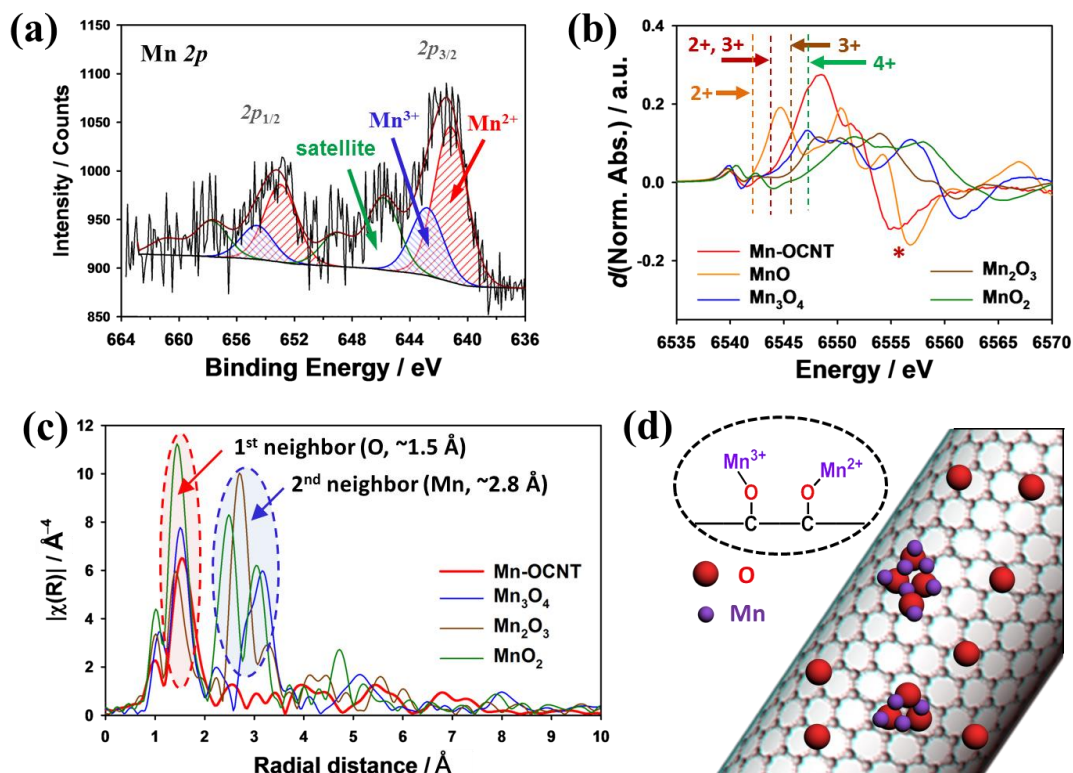 (a)
Mn 2p
2p3/2
2p1/2
Mn3+
Mn2+
satellite
Intensity / Counts
1150
1100
1050
1000
950
900
850
664 660 656 652 648 644 640 636
Binding Energy / eV
(b)
2+, 3+
3+
4+
2+
d(Norm. Abs.) / a.u.
0.4
0.2
0.0
-0.2
*
Mn-OCNT
MnO
Mn3O4
Mn2O3
MnO2
6535 6540 6545 6550 6555 6560 6565 6570
Energy / eV
(c)
1st neighbor (O, ~1.5 Å)
2nd neighbor (Mn, ~2.8 Å)
|χ(R)| / Å-4
12
10
8
6
4
2
0
Mn-OCNT
Mn3O4
Mn2O3
MnO2
0 1 2 3 4 5 6 7 8 9 10
Radial distance / Å
(d)
Mn3+ Mn2+
O O
C C
O
Mn